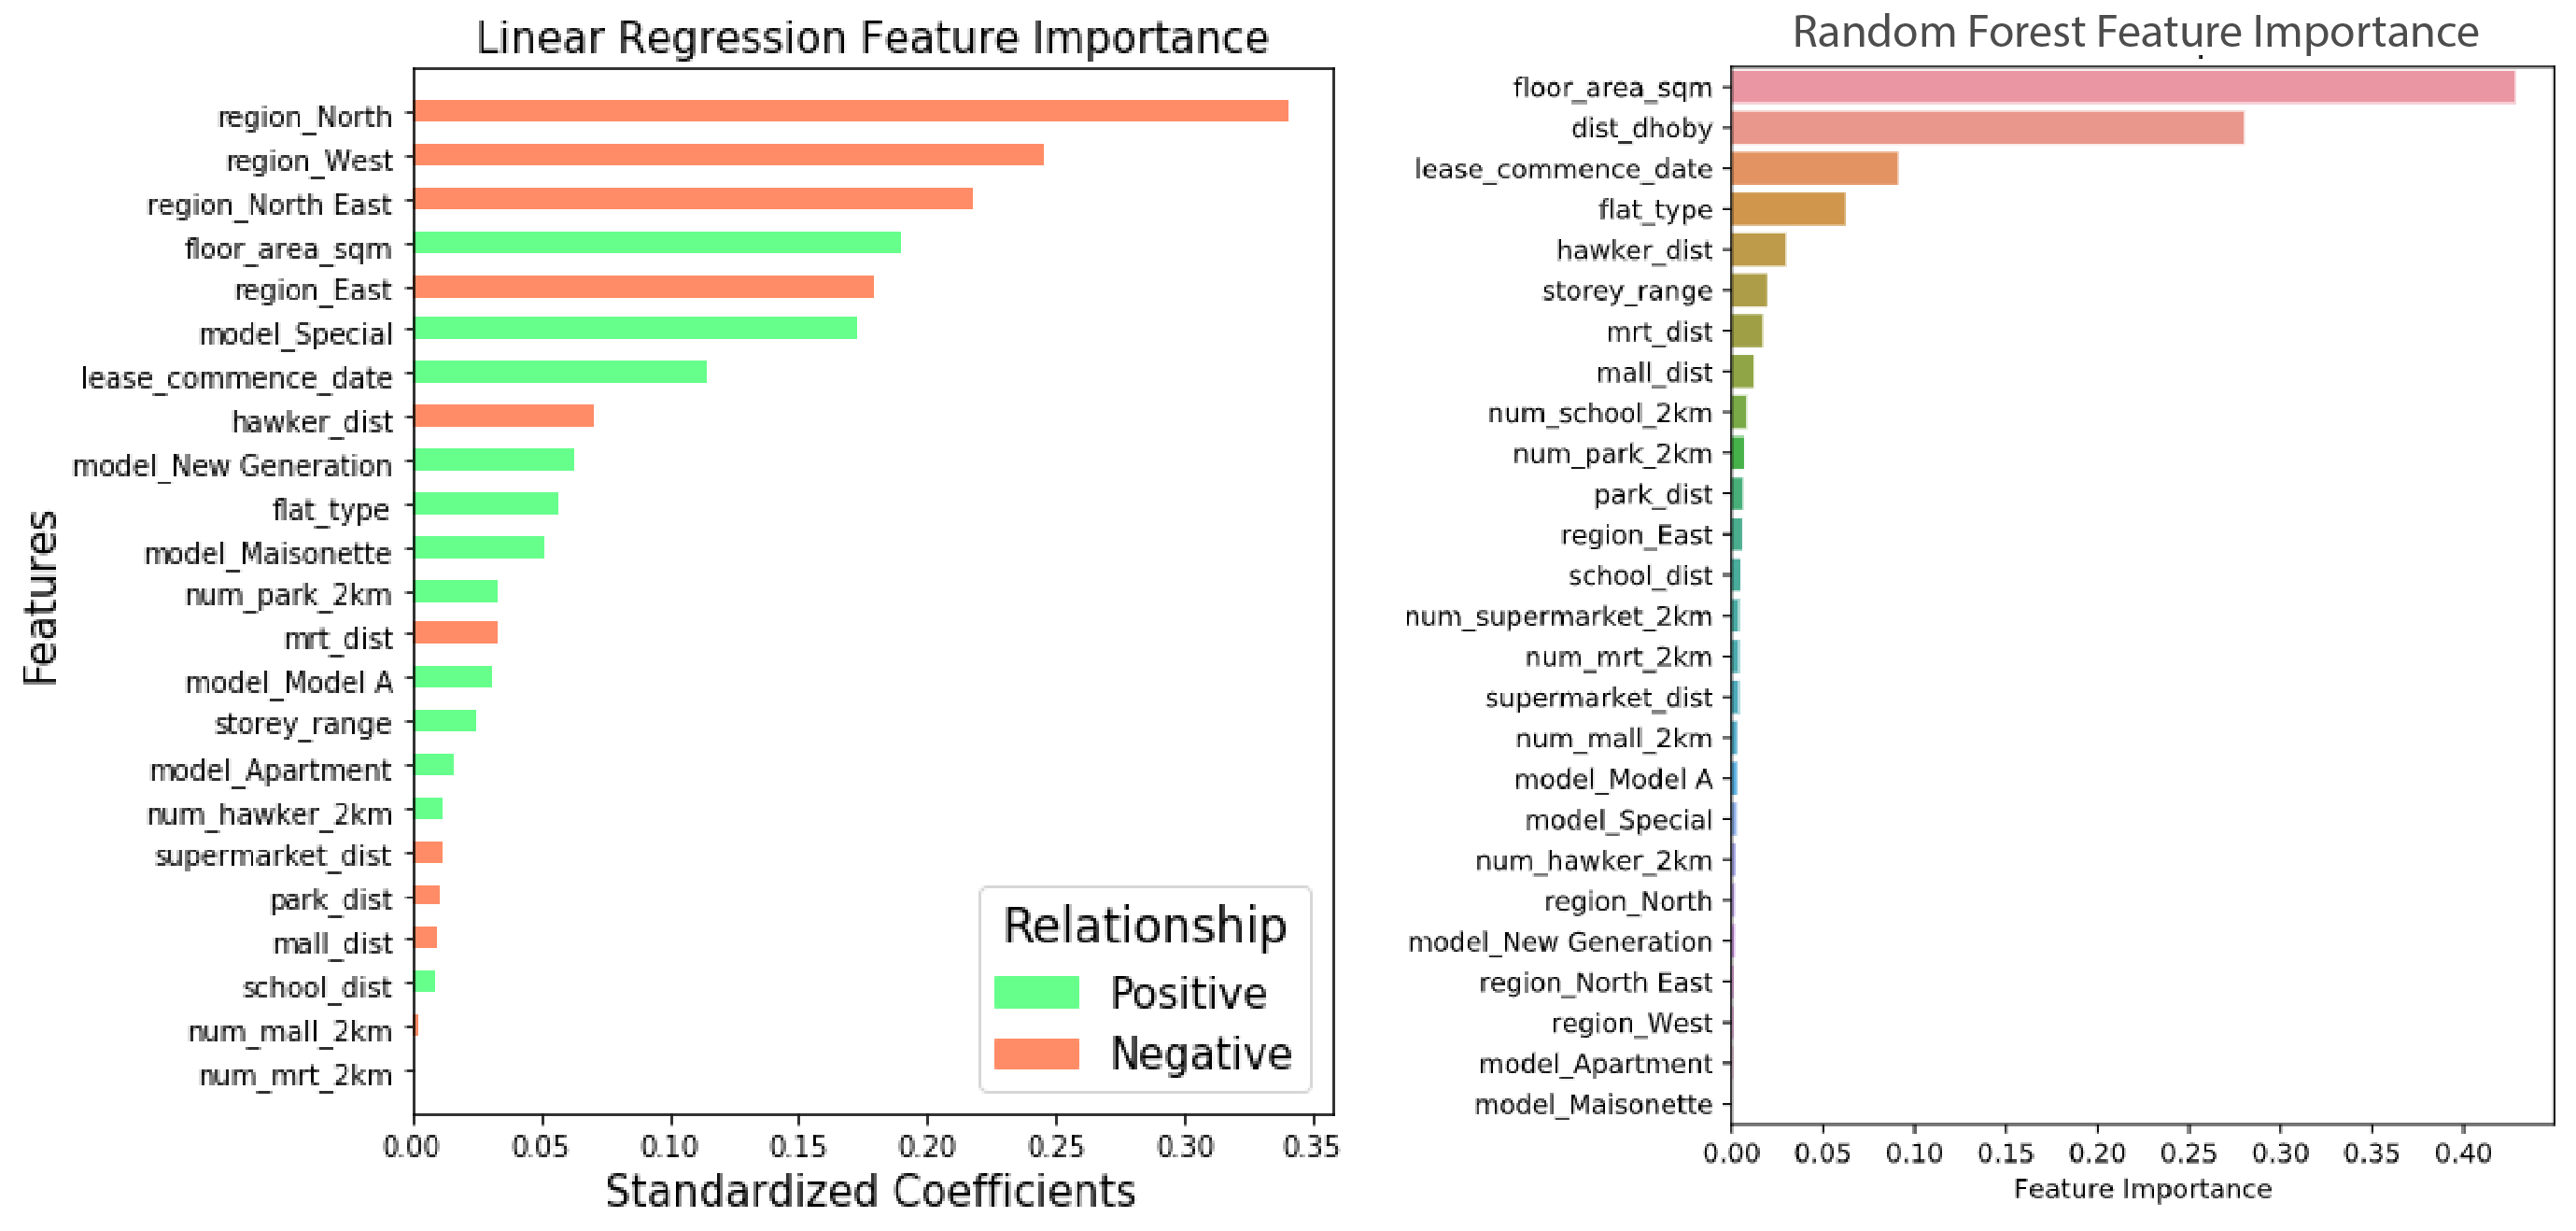 Linear Regression Feature Importance
Features
region_North
region_West
region_North East
floor_area_sqm
region_East
model_Special
lease_commence_date
hawker_dist
model_New Generation
flat_type
model_Maisonette
num_park_2km
mrt_dist
model_Model A
storey_range
model_Apartment
num_hawker_2km
supermarket_dist
park_dist
mall_dist
school_dist
num_mall_2km
num_mrt_2km
Relationship
Positive
Negative
0.00 0.05 0.10 0.15 0.20 0.25 0.30 0.35
Standardized Coefficients
Random Forest Feature Importance
floor_area_sqm
dist_dhoby
lease_commence_date
flat_type
hawker_dist
storey_range
mrt_dist
mall_dist
num_school_2km
num_park_2km
park_dist
region_East
school_dist
num_supermarket_2km
num_mrt_2km
supermarket_dist
num_mall_2km
model_Model A
model_Special
num_hawker_2km
region_North
model_New Generation
region_North East
region_West
model_Apartment
model_Maisonette
0.00 0.05 0.10 0.15 0.20 0.25 0.30 0.35 0.40
Feature Importance